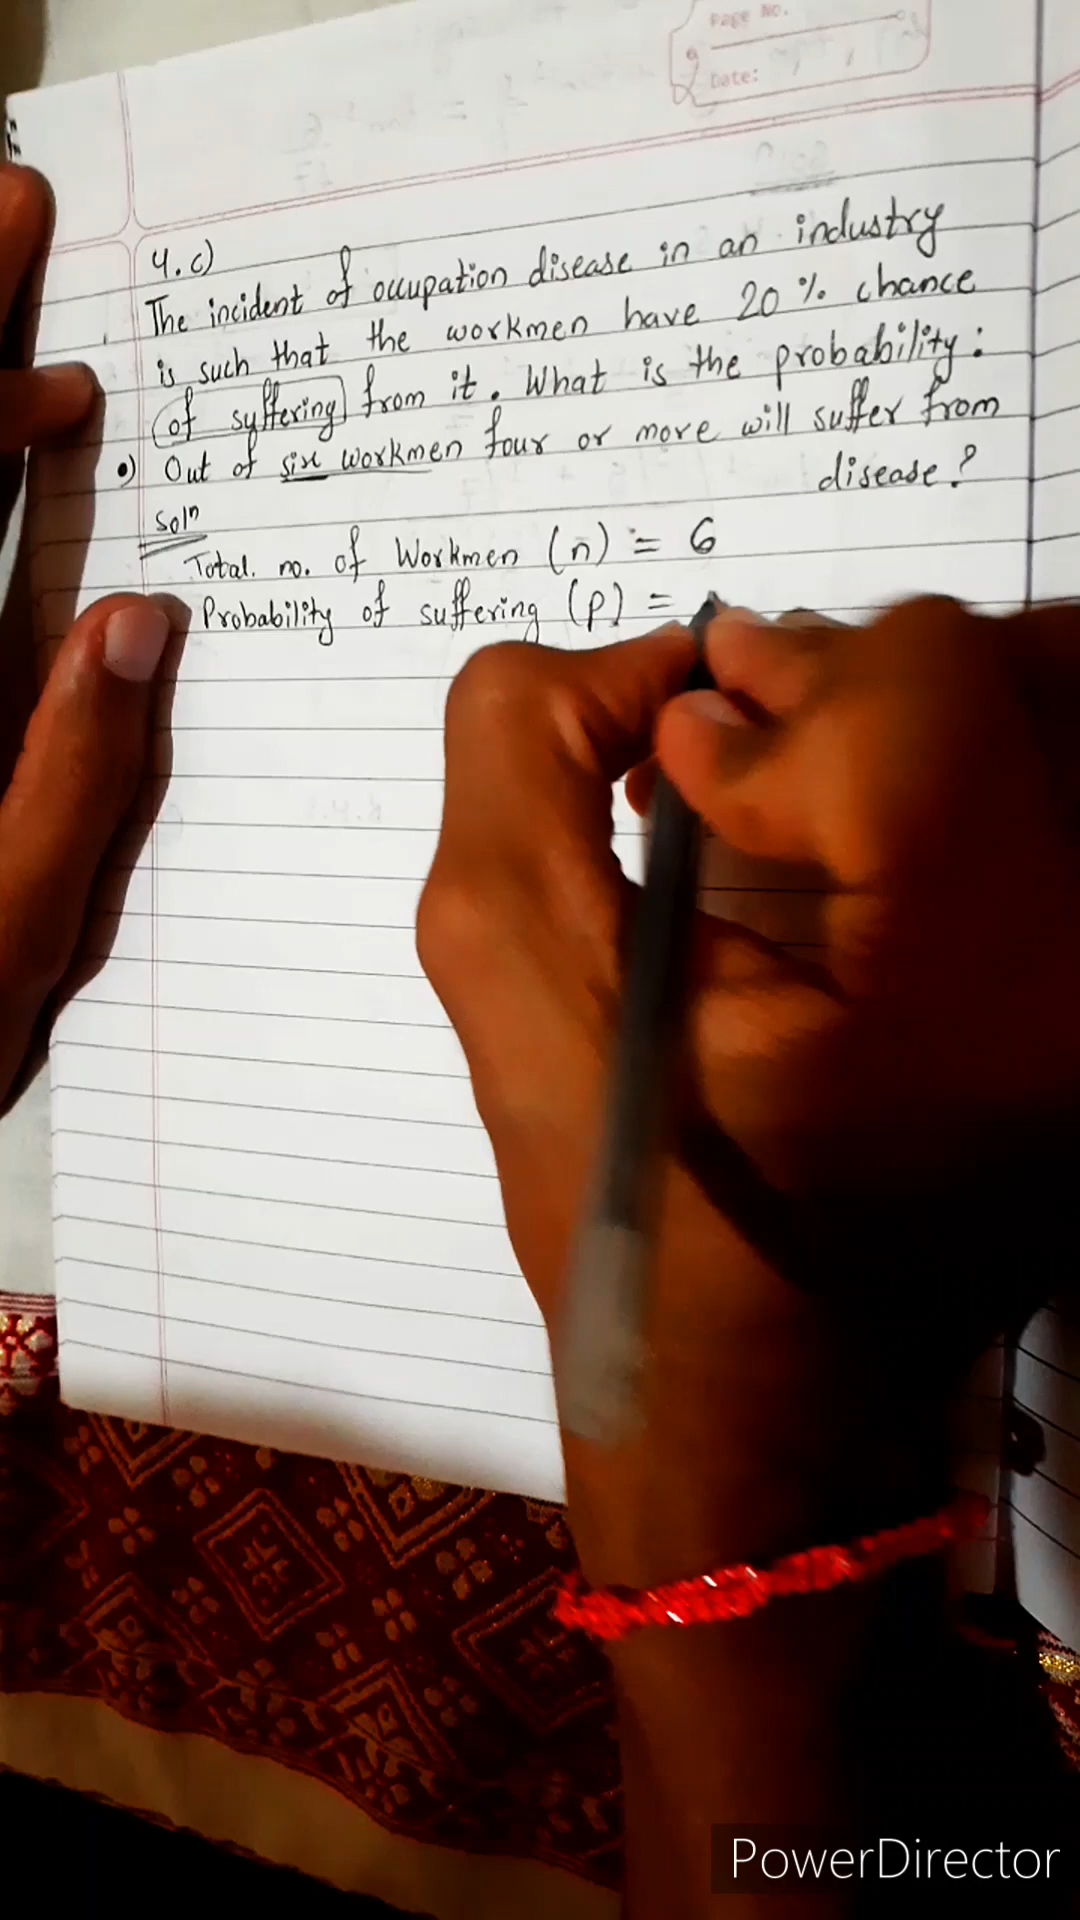 Page No.
Date:
4.c)
The incident of occupation disease in an industry
is such that the workmen have 20% chance
of suffering from it. What is the probability:
•) Out of six workmen four or more will suffer from
disease?
Soln
Total. no. of Workmen (n) = 6
Probability of suffering (p) =
PowerDirector